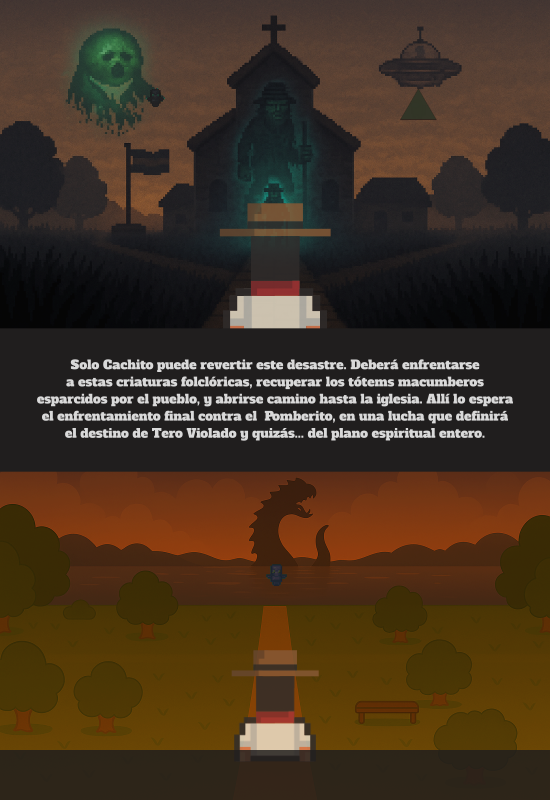 Solo Cachito puede revertir este desastre. Deberá enfrentarse
a estas criaturas folclóricas, recuperar los tótems macumberos
esparcidos por el pueblo, y abrirse camino hasta la iglesia. Allí lo espera
el enfrentamiento final contra el  Pomberito, en una lucha que definirá
el destino de Tero Violado y quizás... del plano espiritual entero.